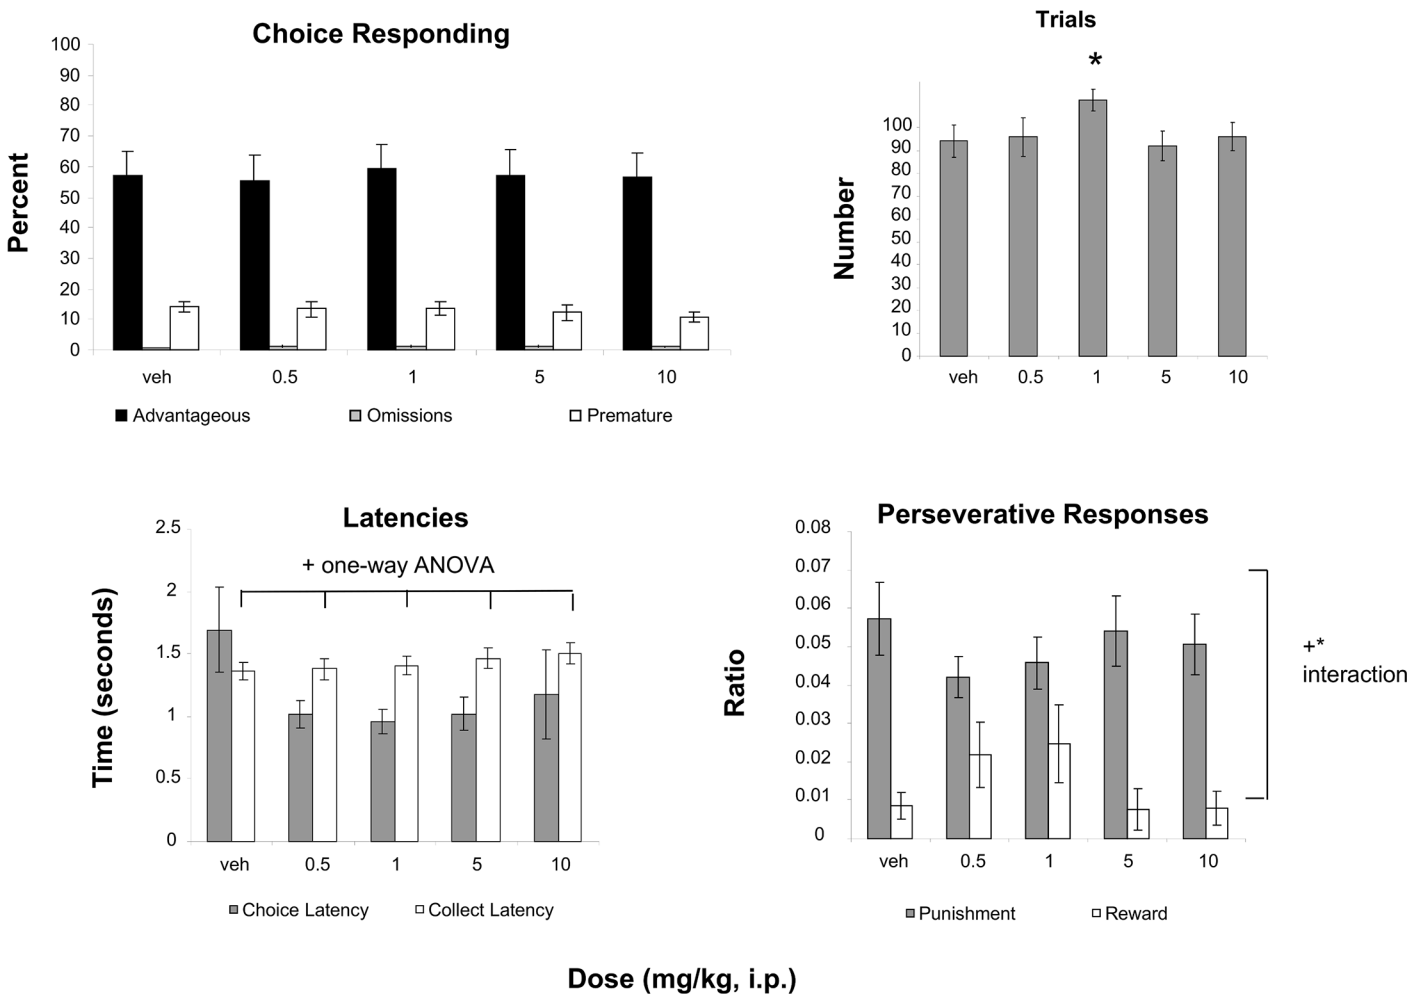 Choice Responding
Percent
100
90
80
70
60
50
40
30
20
10
0
veh 0.5 1 5 10
Advantageous Omissions Premature
Trials
*
Number
100
90
80
70
60
50
40
30
20
10
0
veh 0.5 1 5 10
Latencies
+ one-way ANOVA
Time (seconds)
2.5
2
1.5
1
0.5
0
veh 0.5 1 5 10
Choice Latency Collect Latency
Perseverative Responses
Ratio
0.08
0.07
0.06
0.05
0.04
0.03
0.02
0.01
0
+*
interaction
veh 0.5 1 5 10
Punishment Reward
Dose (mg/kg, i.p.)